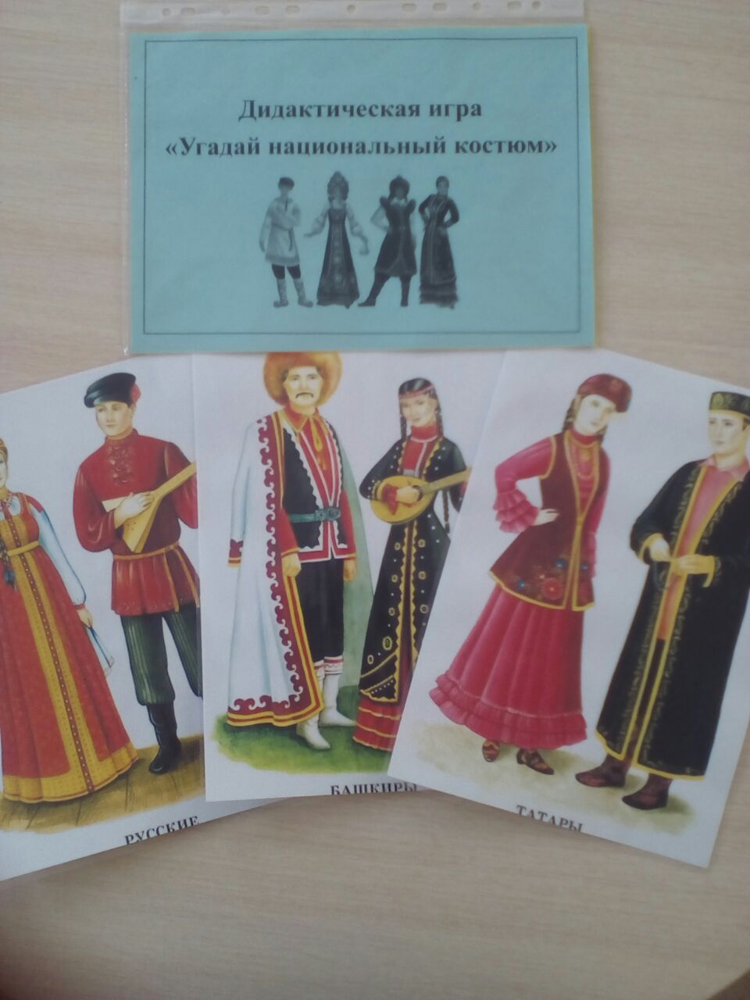 Дидактическая игра
«Угадай национальный костюм»
РУССКИЕ
БАШКИРЫ
ТАТАРЫ